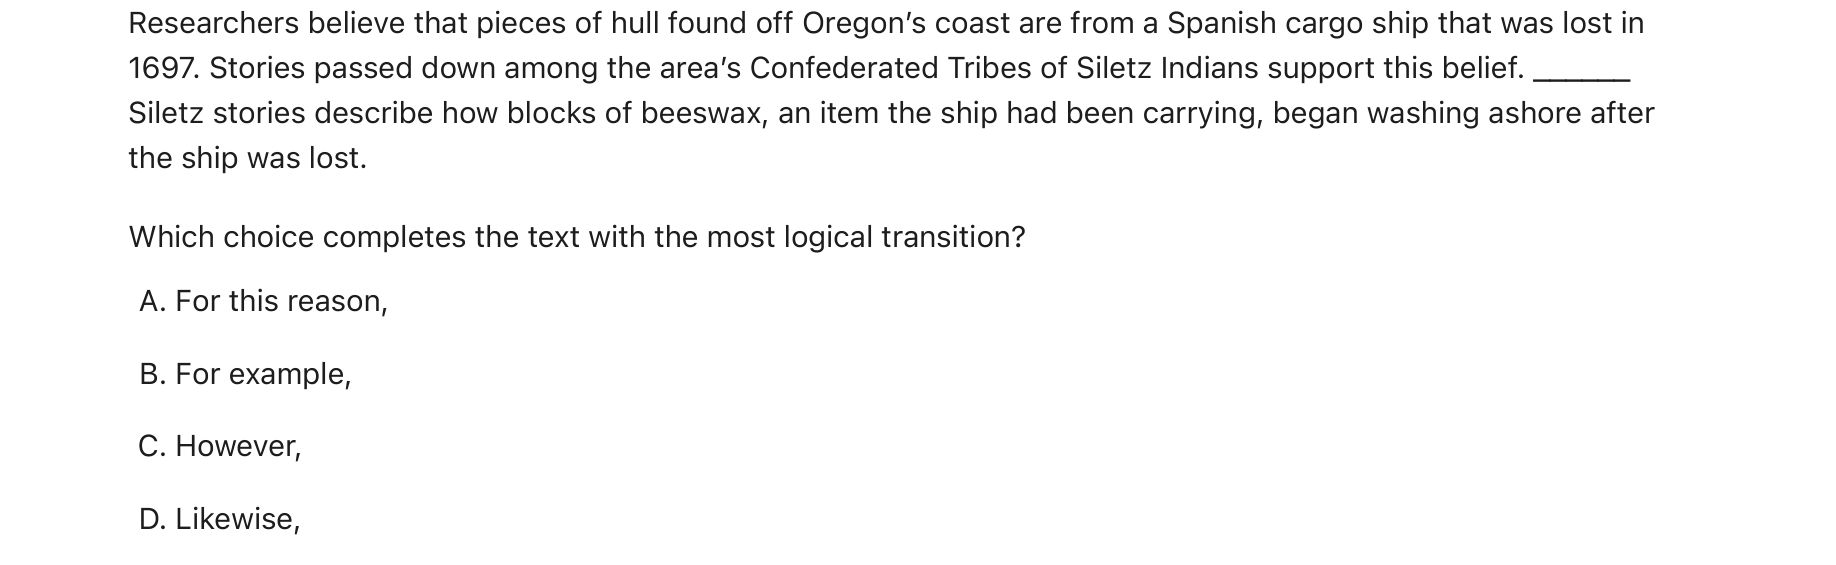 Researchers believe that pieces of hull found off Oregon’s coast are from a Spanish cargo ship that was lost in
1697. Stories passed down among the area’s Confederated Tribes of Siletz Indians support this belief. ______
Siletz stories describe how blocks of beeswax, an item the ship had been carrying, began washing ashore after
the ship was lost.
Which choice completes the text with the most logical transition?
A. For this reason,
B. For example,
C. However,
D. Likewise,